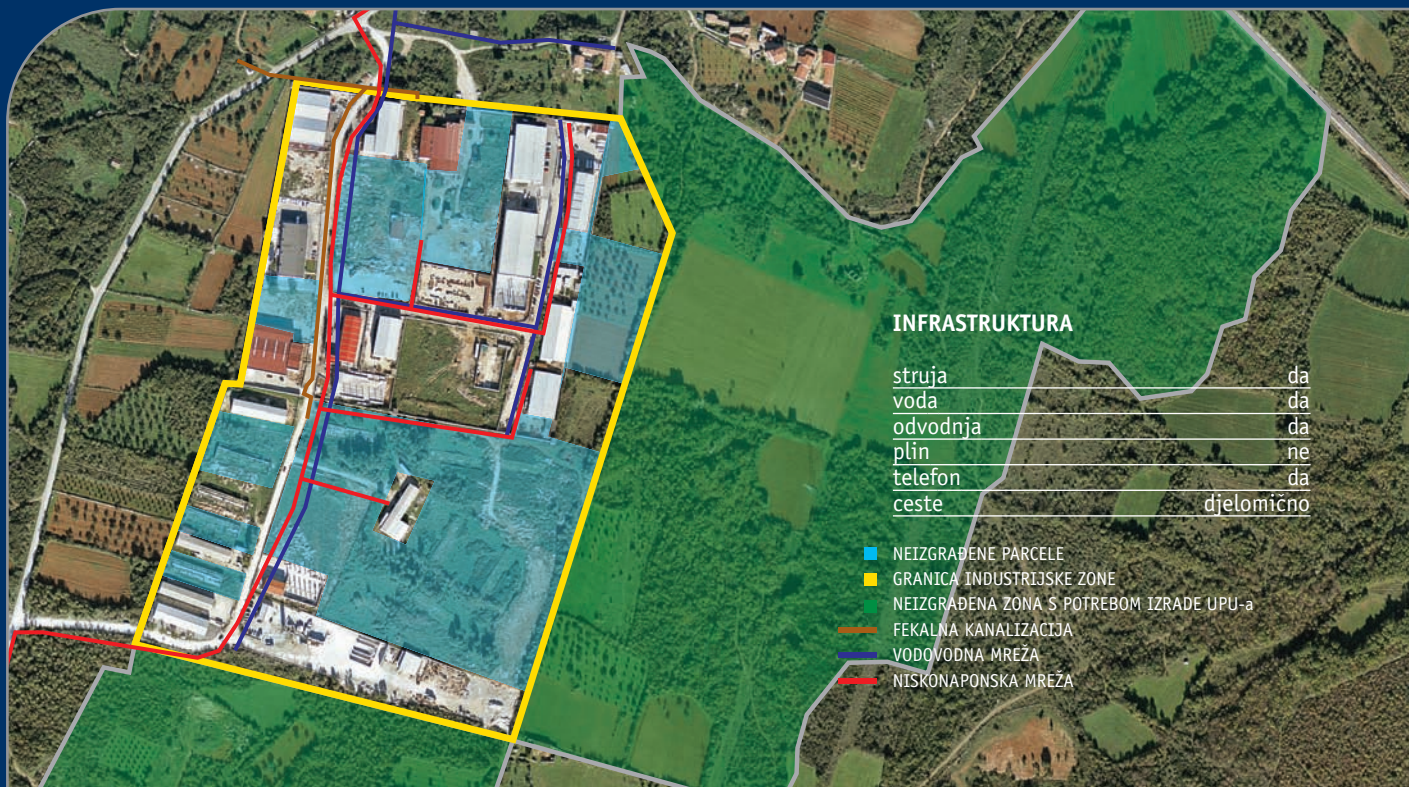 INFRASTRUKTURA
struja da
voda da
odvodnja da
plin ne
telefon da
ceste djelomično
NEIZGRAĐENE PARCELE
GRANICA INDUSTRIJSKE ZONE
NEIZGRAĐENA ZONA S POTREBOM IZRADE UPU-a
FEKALNA KANALIZACIJA
VODOVODNA MREŽA
NISKONAPONSKA MREŽA